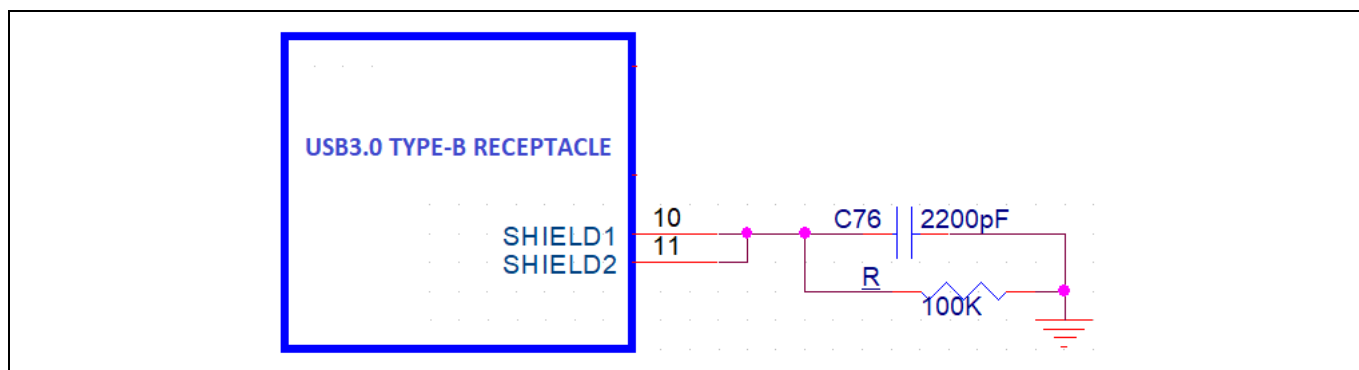 USB3.0 TYPE-B RECEPTACLE
10
SHIELD1
11
SHIELD2
C76 2200pF
R
100K